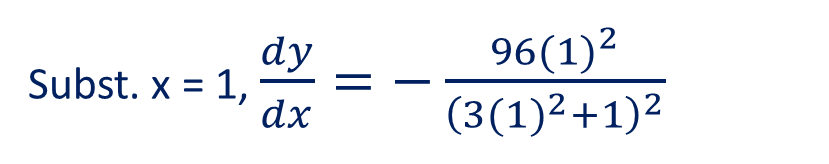 Subst. x = 1, dy/dx = − 96(1)²/(3(1)²+1)²